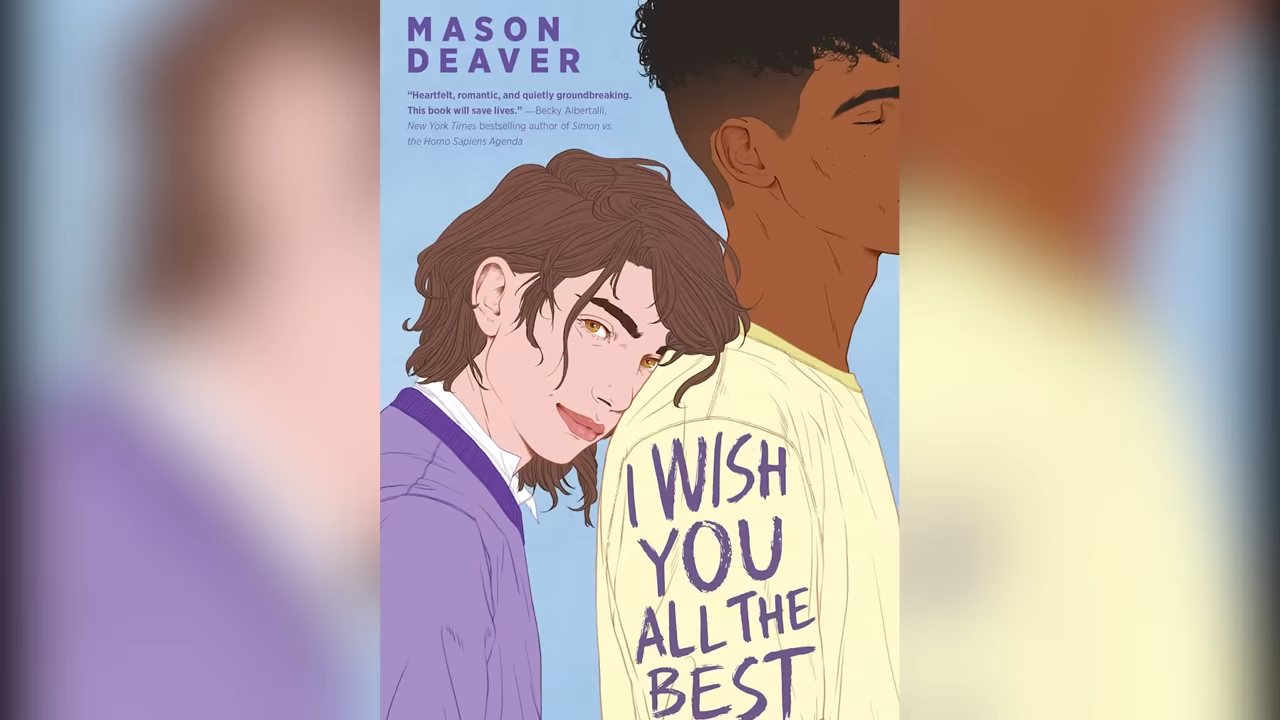 MASON
DEAVER
“Heartfelt, romantic, and quietly groundbreaking.
This book will save lives.” —Becky Albertalli,
New York Times bestselling author of Simon vs.
the Homo Sapiens Agenda
I WISH
YOU
ALL THE
BEST